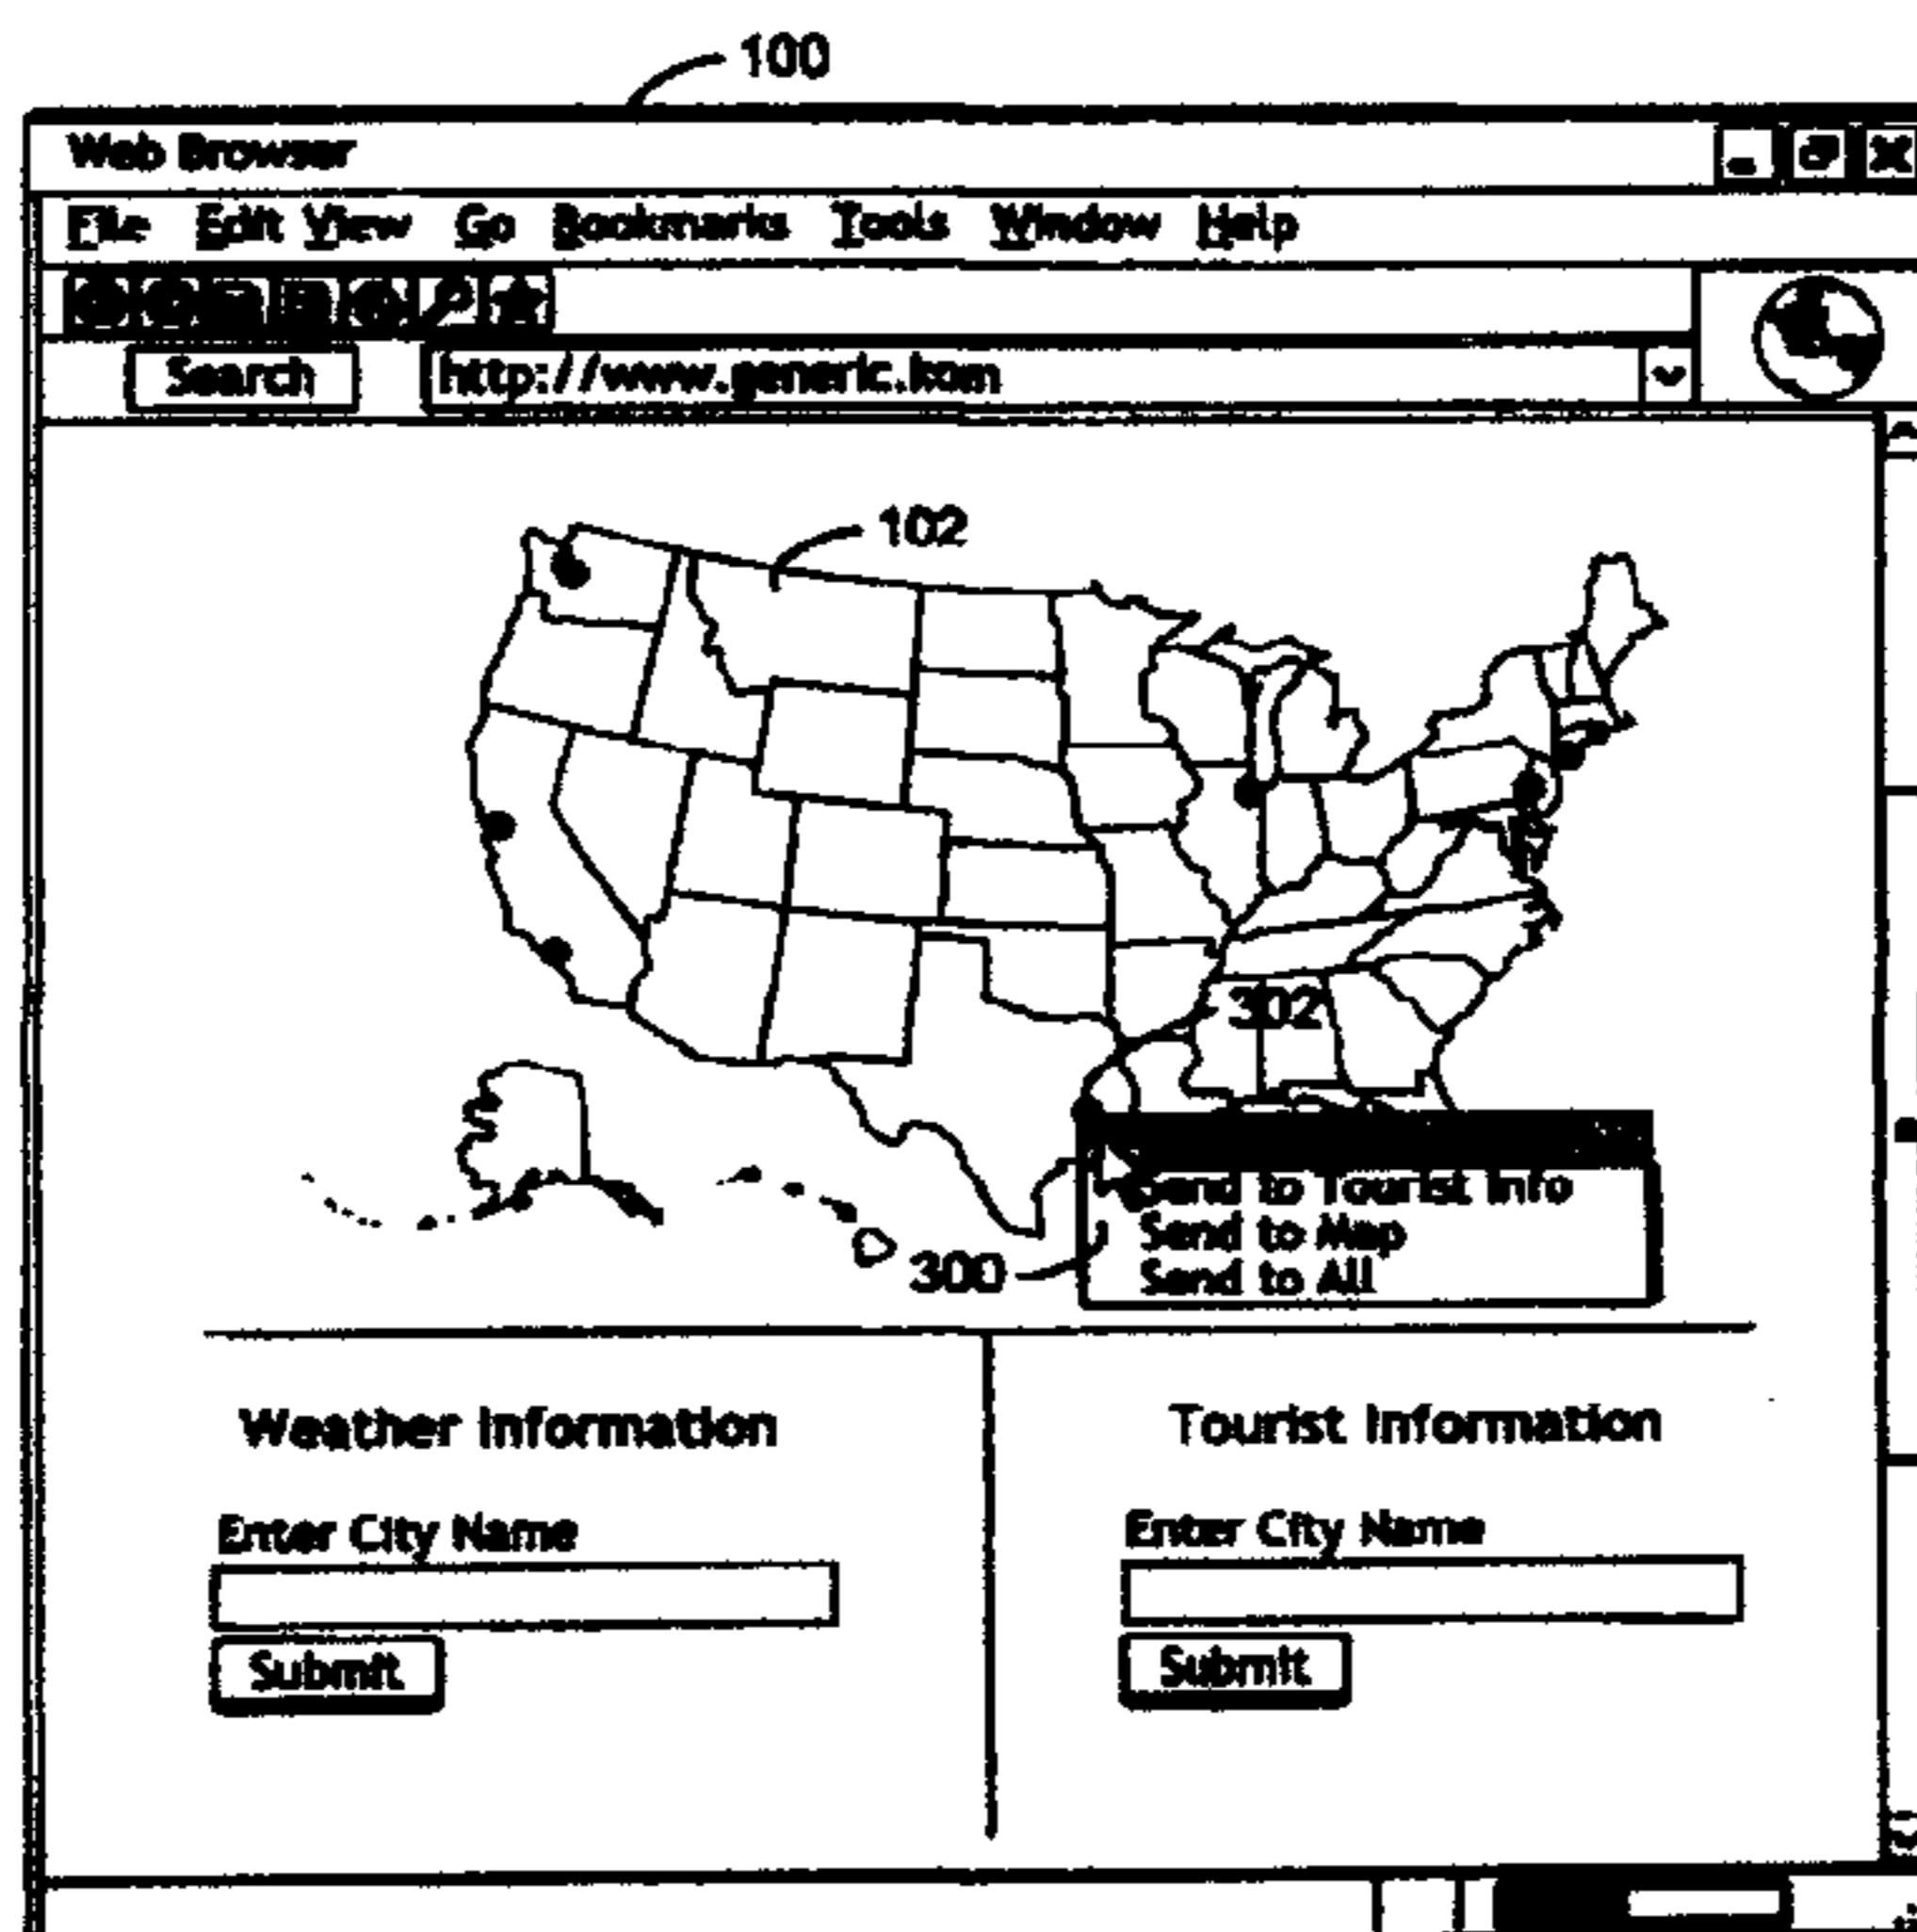 100
Web Browser
File Edit View Go Bookmarks Tools Window Help
Search http://www.generic.kom
102
302
Send to Tourist Info
Send to Map
300
Send to All
Weather Information Tourist Information
Enter City Name Enter City Name
Submit Submit